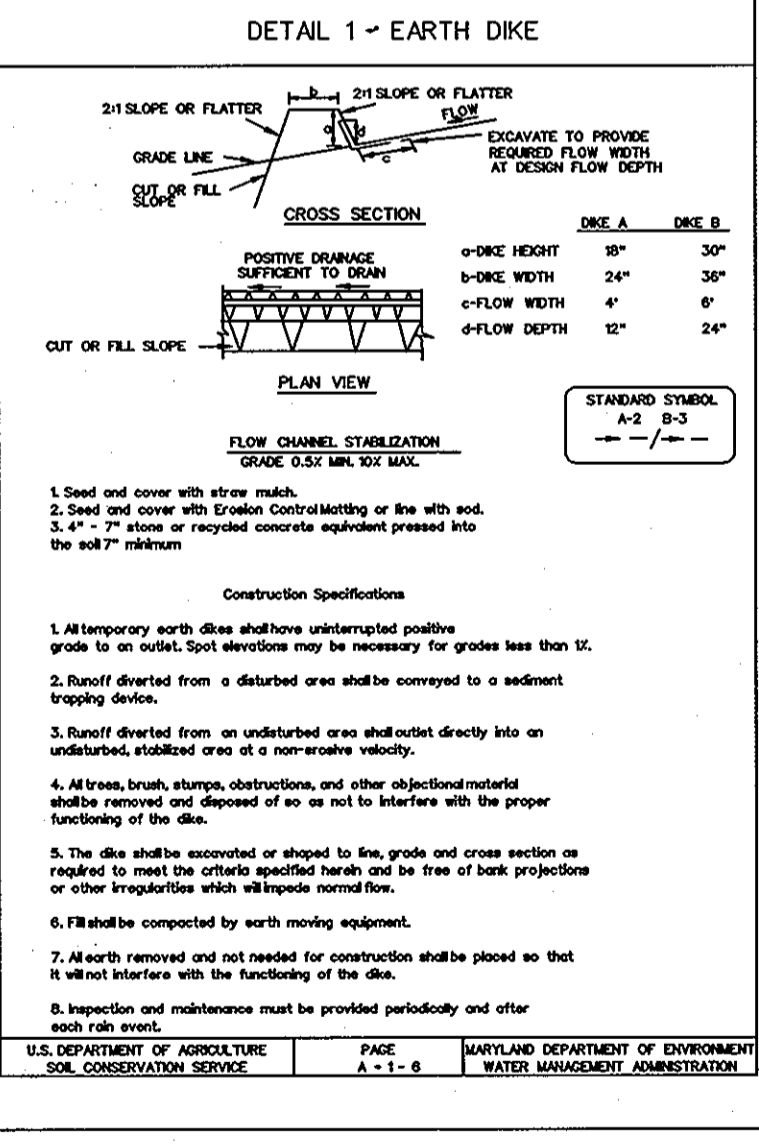 DETAIL 1 - EARTH DIKE
2:1 SLOPE OR FLATTER
b
2:1 SLOPE OR FLATTER
FLOW
a
d
c
EXCAVATE TO PROVIDE
REQUIRED FLOW WIDTH
AT DESIGN FLOW DEPTH
GRADE LINE
CUT OR FILL
SLOPE
CROSS SECTION
DIKE A DIKE B
a-DIKE HEIGHT 18" 30"
b-DIKE WIDTH 24" 36"
c-FLOW WIDTH 4' 6'
d-FLOW DEPTH 12" 24"
POSITIVE DRANAGE
SUFFICIENT TO DRAIN
CUT OR FILL SLOPE
PLAN VIEW
STANDARD SYMBOL
A-2 B-3
FLOW CHANNEL STABILIZATION
GRADE 0.5% MIN. 10% MAX.
1. Seed and cover with straw mulch.
2. Seed and cover with Erosion Control Matting or line with sod.
3. 4" - 7" stone or recycled concrete equivalent pressed into
the soil 7" minimum
Construction Specifications
1. All temporary earth dikes shall have uninterrupted positive
grade to an outlet. Spot elevations may be necessary for grades less than 1%.
2. Runoff diverted from a disturbed area shall be conveyed to a sediment
trapping device.
3. Runoff diverted from an undisturbed area shall outlet directly into an
undisturbed, stabilized area at a non-erosive velocity.
4. All trees, brush, stumps, obstructions, and other objectional material
shall be removed and disposed of so as not to interfere with the proper
functioning of the dike.
5. The dike shall be excavated or shaped to line, grade and cross section as
required to meet the criteria specified herein and be free of bank projections
or other irregularities which will impede normal flow.
6. Fill shall be compacted by earth moving equipment.
7. All earth removed and not needed for construction shall be placed so that
it will not interfere with the functioning of the dike.
8. Inspection and maintenance must be provided periodically and after
each rain event.
U.S. DEPARTMENT OF AGRICULTURE
SOIL CONSERVATION SERVICE
PAGE
A - 1 - 6
MARYLAND DEPARTMENT OF ENVIRONMENT
WATER MANAGEMENT ADMINISTRATION